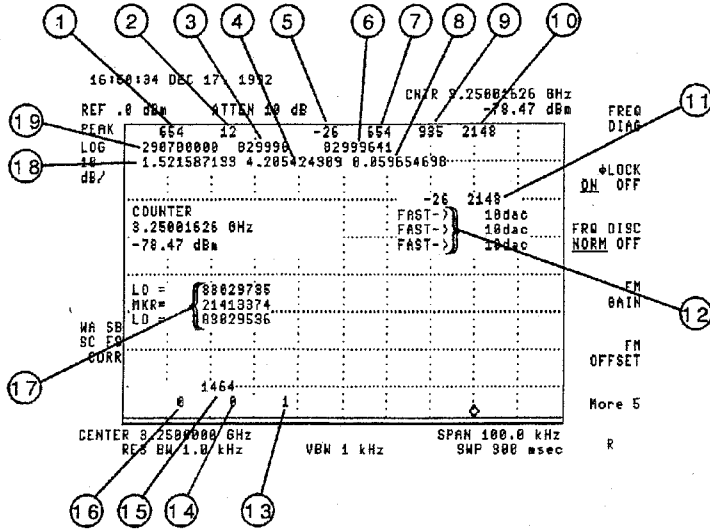 1 2 3 4 5 6 7 8 9 10
16:50:34 DEC 17, 1992
CNTR 3.25001626 GHz
REF .0 dBm ATTEN 10 dB -78.47 dBm FREQ DIAG
11
PEAK 654 12 -26 654 935 2148
19 LOG 290700000 029990 02999641
18 10 1.521587193 4.205424309 0.059654698
dB/
ΦLOCK
ON OFF
-26 2148
COUNTER FAST-> 10dac
3.25001626 GHz FAST-> 10dac FRQ DISC
-78.47 dBm FAST-> 10dac NORM OFF
12
LO = 83029735 FM
MKR= 21413374 GAIN
LO = 83029536
WA SB
SC FS
CORR
FM
OFFSET
17
1464
0 0 1
More 5
CENTER 3.2500000 GHz SPAN 100.0 kHz
RES BW 1.0 kHz VBW 1 kHz SWP 300 msec R
16 15 14 13